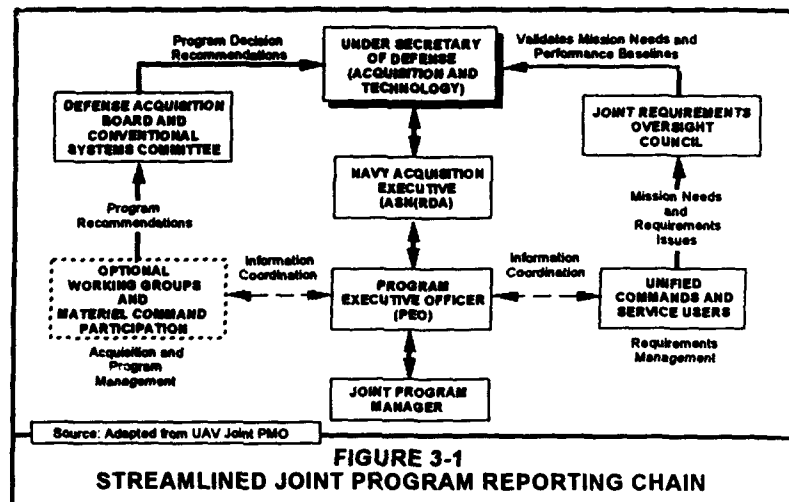 Program Decision
Recommendations
UNDER SECRETARY
OF DEFENSE
(ACQUISITION AND
TECHNOLOGY)
Validates Mission Needs and
Performance Baselines
DEFENSE ACQUISITION
BOARD AND
CONVENTIONAL
SYSTEMS COMMITTEE
JOINT REQUIREMENTS
OVERSIGHT
COUNCIL
NAVY ACQUISITION
EXECUTIVE
(ASN(RDA)
Program
Recommendations
Mission Needs
and
Requirements
Issues
OPTIONAL
WORKING GROUPS
AND
MATERIEL COMMAND
PARTICIPATION
Information
Coordination
PROGRAM
EXECUTIVE OFFICER
(PEO)
Information
Coordination
UNIFIED
COMMANDS AND
SERVICE USERS
Acquisition and
Program
Management
Requirements
Management
JOINT PROGRAM
MANAGER
Source: Adapted from UAV Joint PMO
FIGURE 3-1
STREAMLINED JOINT PROGRAM REPORTING CHAIN